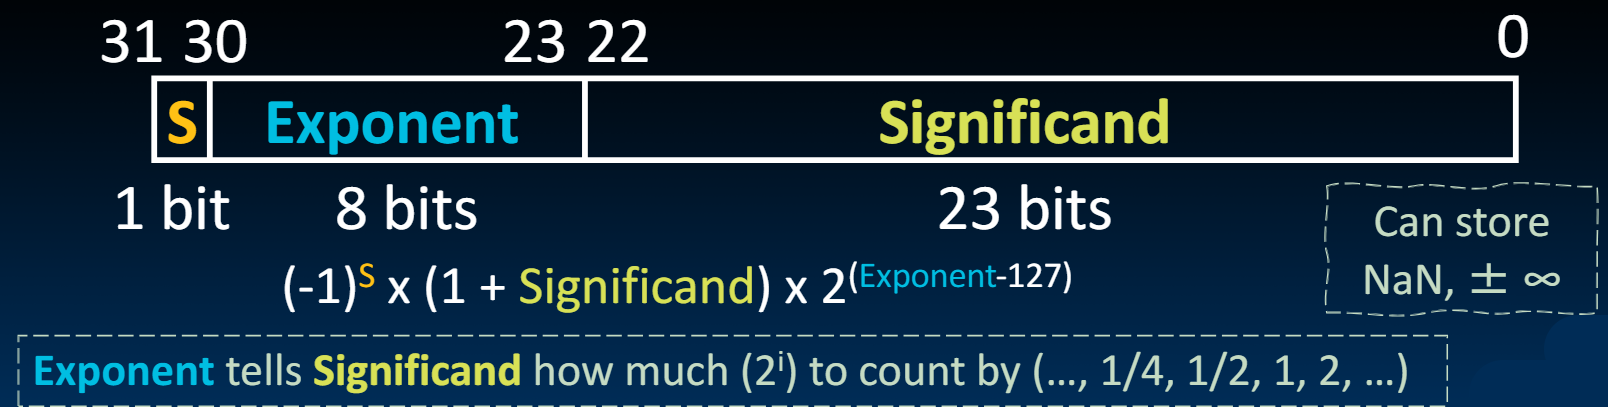 31 30 23 22 0
S Exponent Significand
1 bit 8 bits 23 bits
(-1)^S x (1 + Significand) x 2^(Exponent-127)
Can store
NaN, ± ∞
Exponent tells Significand how much (2^i) to count by (…, 1/4, 1/2, 1, 2, …)